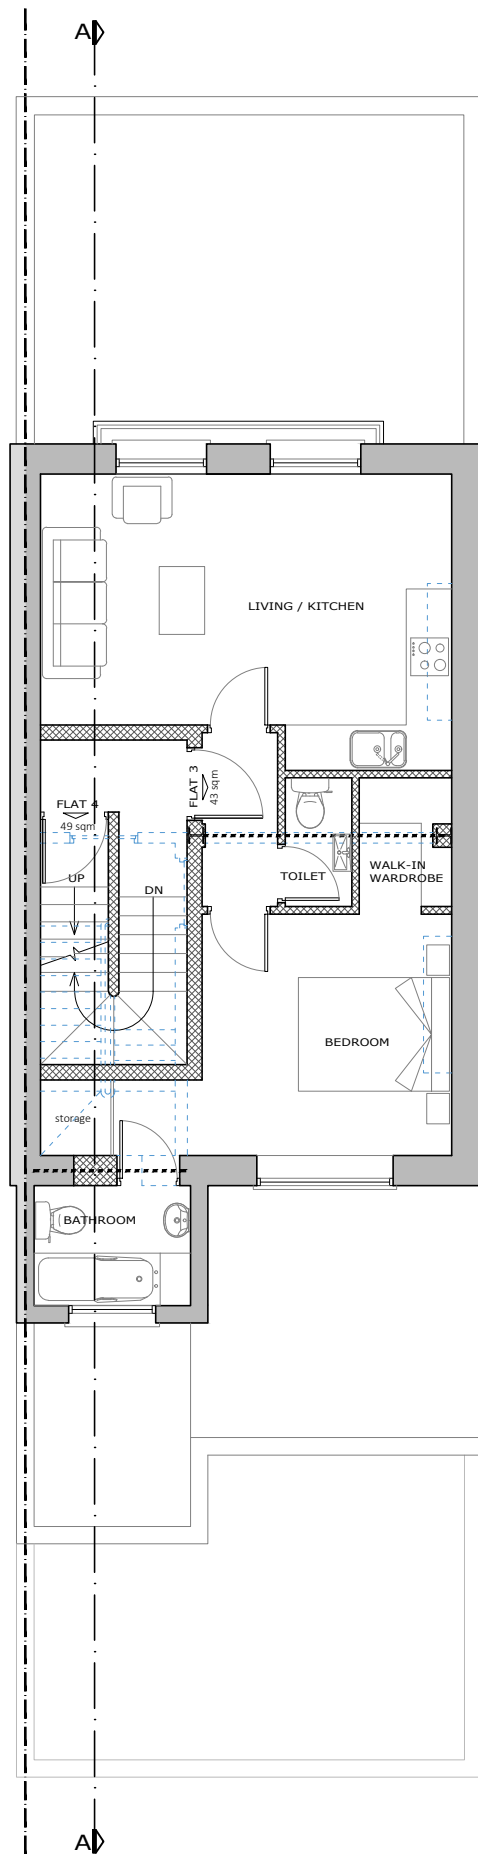 A
LIVING / KITCHEN
FLAT 3
43 sqm
FLAT 4
49 sqm
UP
DN
TOILET
WALK-IN
WARDROBE
BEDROOM
storage
BATHROOM
A